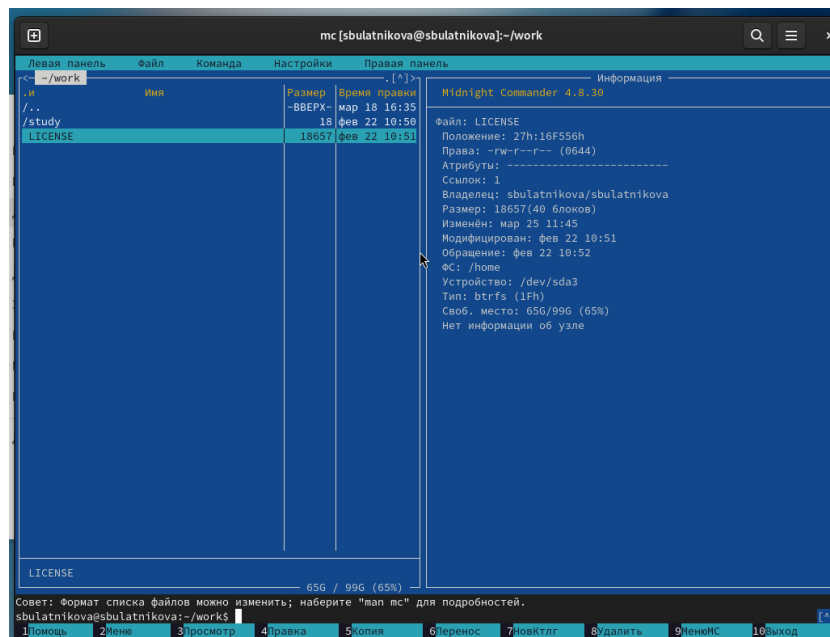 mc [sbulatnikova@sbulatnikova]:~/work
Левая панель Файл Команда Настройки Правая панель
<- ~/work .[^]>
.и Имя Размер Время правки
/.. -ВВЕРХ- мар 18 16:35
/study 18 фев 22 10:50
LICENSE 18657 фев 22 10:51
LICENSE
65G / 99G (65%)
Информация
Midnight Commander 4.8.30
Файл: LICENSE
Положение: 27h:16F556h
Права: -rw-r--r-- (0644)
Атрибуты: -------------------------
Ссылок: 1
Владелец: sbulatnikova/sbulatnikova
Размер: 18657(40 блоков)
Изменён: мар 25 11:45
Модифицирован: фев 22 10:51
Обращение: фев 22 10:52
ФС: /home
Устройство: /dev/sda3
Тип: btrfs (1Fh)
Своб. место: 65G/99G (65%)
Нет информации об узле
Совет: Формат списка файлов можно изменить; наберите "man mc" для подробностей.
sbulatnikova@sbulatnikova:~/work$ [^
1Помощь 2Меню 3Просмотр 4Правка 5Копия 6Перенос 7НовКтлг 8Удалить 9МенюМС 10Выход